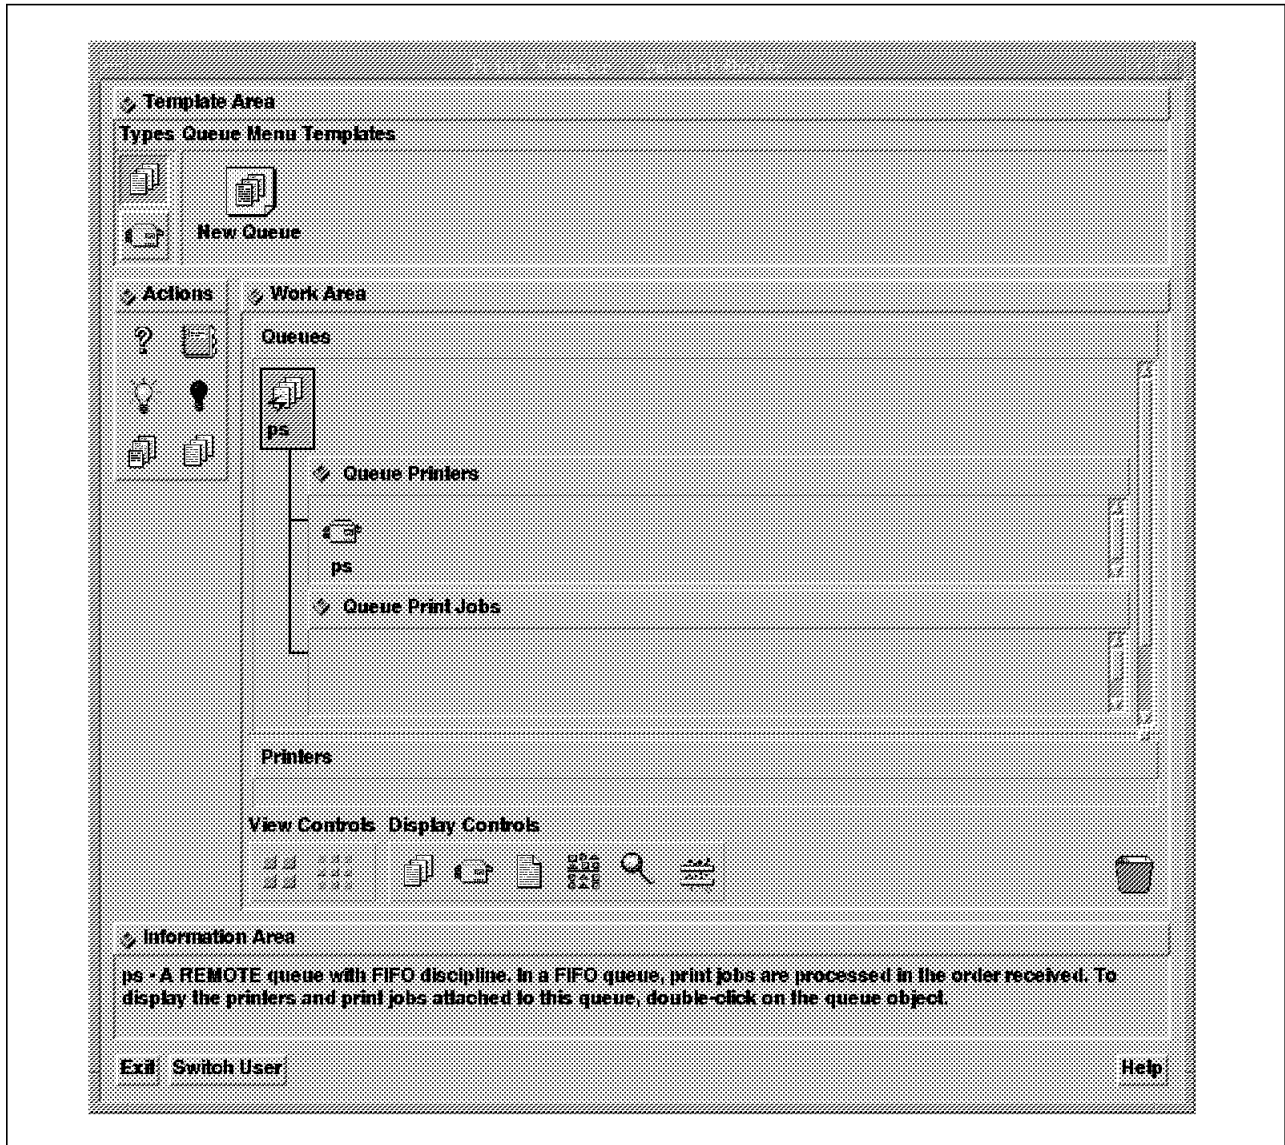 Template Area
Types Queue Menu Templates
New Queue
Actions
Work Area
Queues
ps
Queue Printers
ps
Queue Print Jobs
Printers
View Controls Display Controls
Information Area
ps - A REMOTE queue with FIFO discipline. In a FIFO queue, print jobs are processed in the order received. To
display the printers and print jobs attached to this queue, double-click on the queue object.
Exit Switch User Help